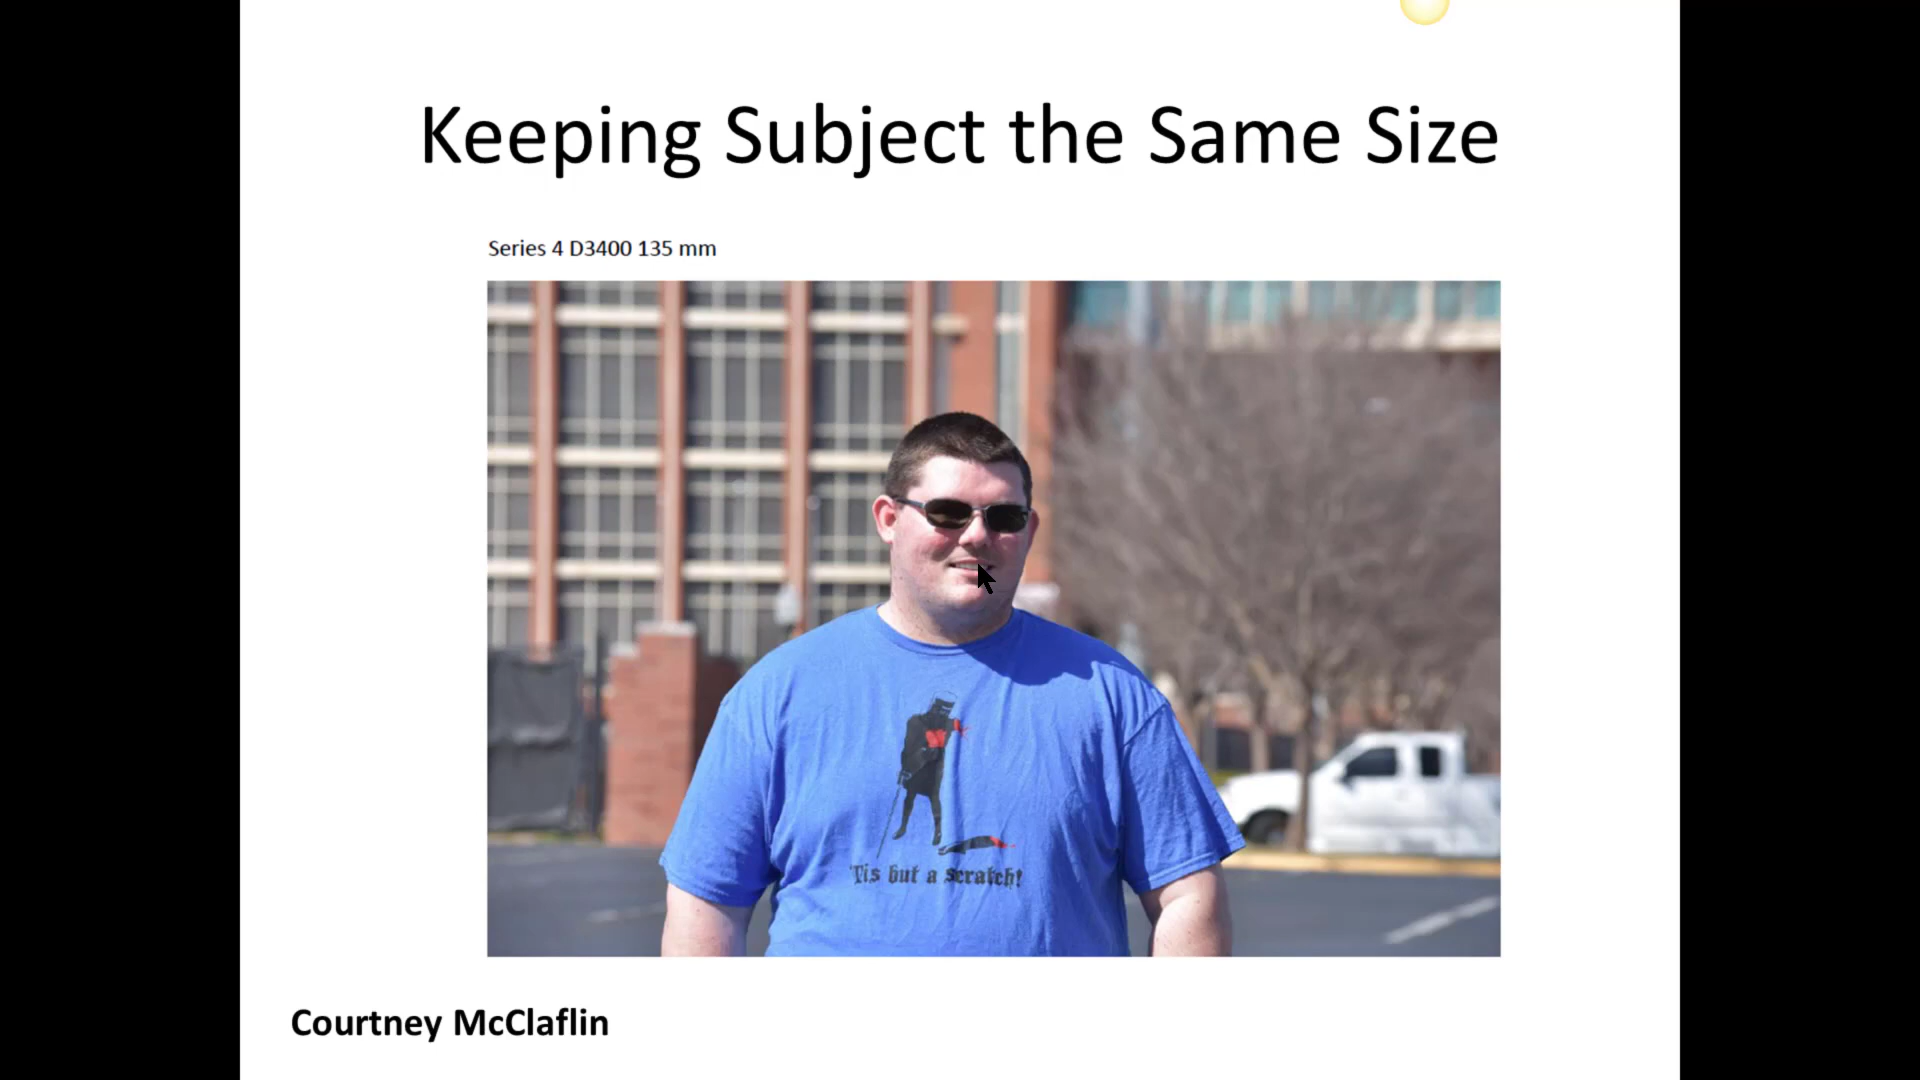 Keeping Subject the Same Size
Series 4 D3400 135 mm
'Tis but a scratch!
Courtney McClaflin